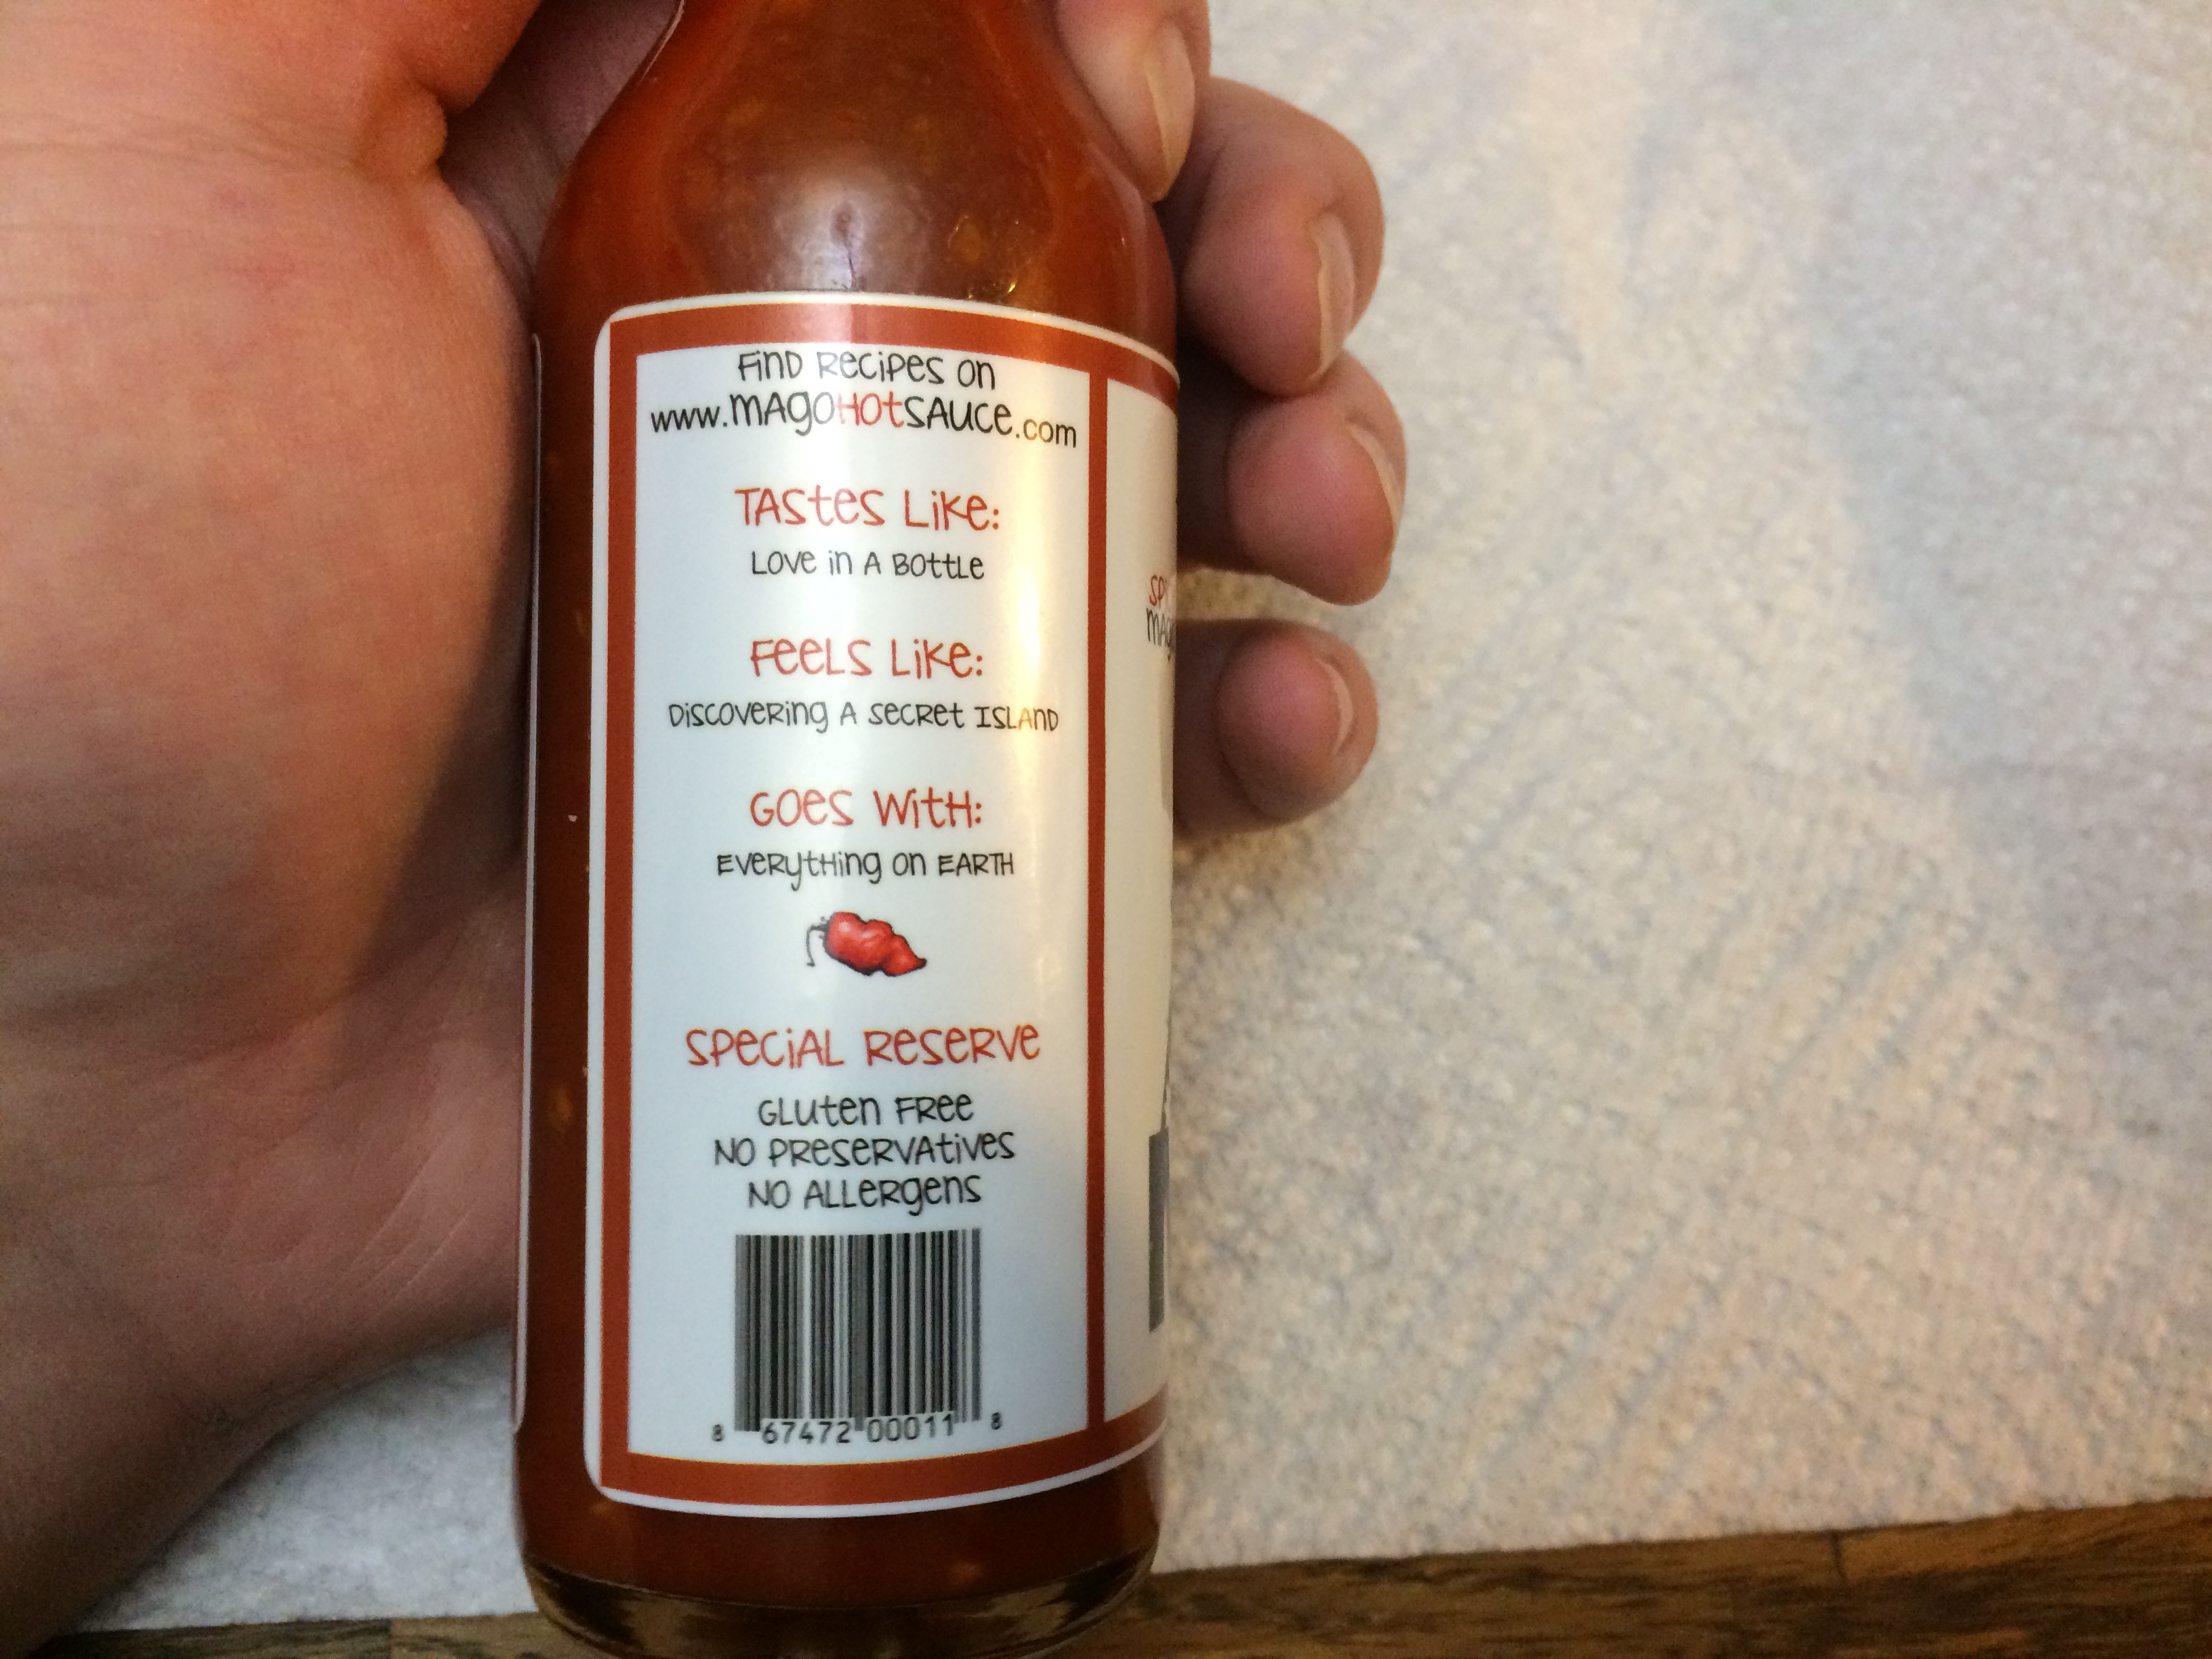 Find Recipes on
www.MAGOHOTSAUCE.com
TASTES LIKE:
LOVE IN A BOTTLE
FEELS LIKE:
DISCOVERING A SECRET ISLAND
GOES WITH:
EVERYTHING ON EARTH
SPECIAL RESERVE
GLUTEN FREE
NO PRESERVATIVES
NO ALLERGENS
8 67472 00011 8